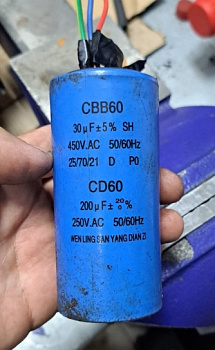 CBB60
30μF±5% SH
450V.AC 50/60Hz
25/70/21 D P0
CD60
200μF±20/0%
250V.AC 50/60Hz
WEN LING SAN YANG DIAN ZI